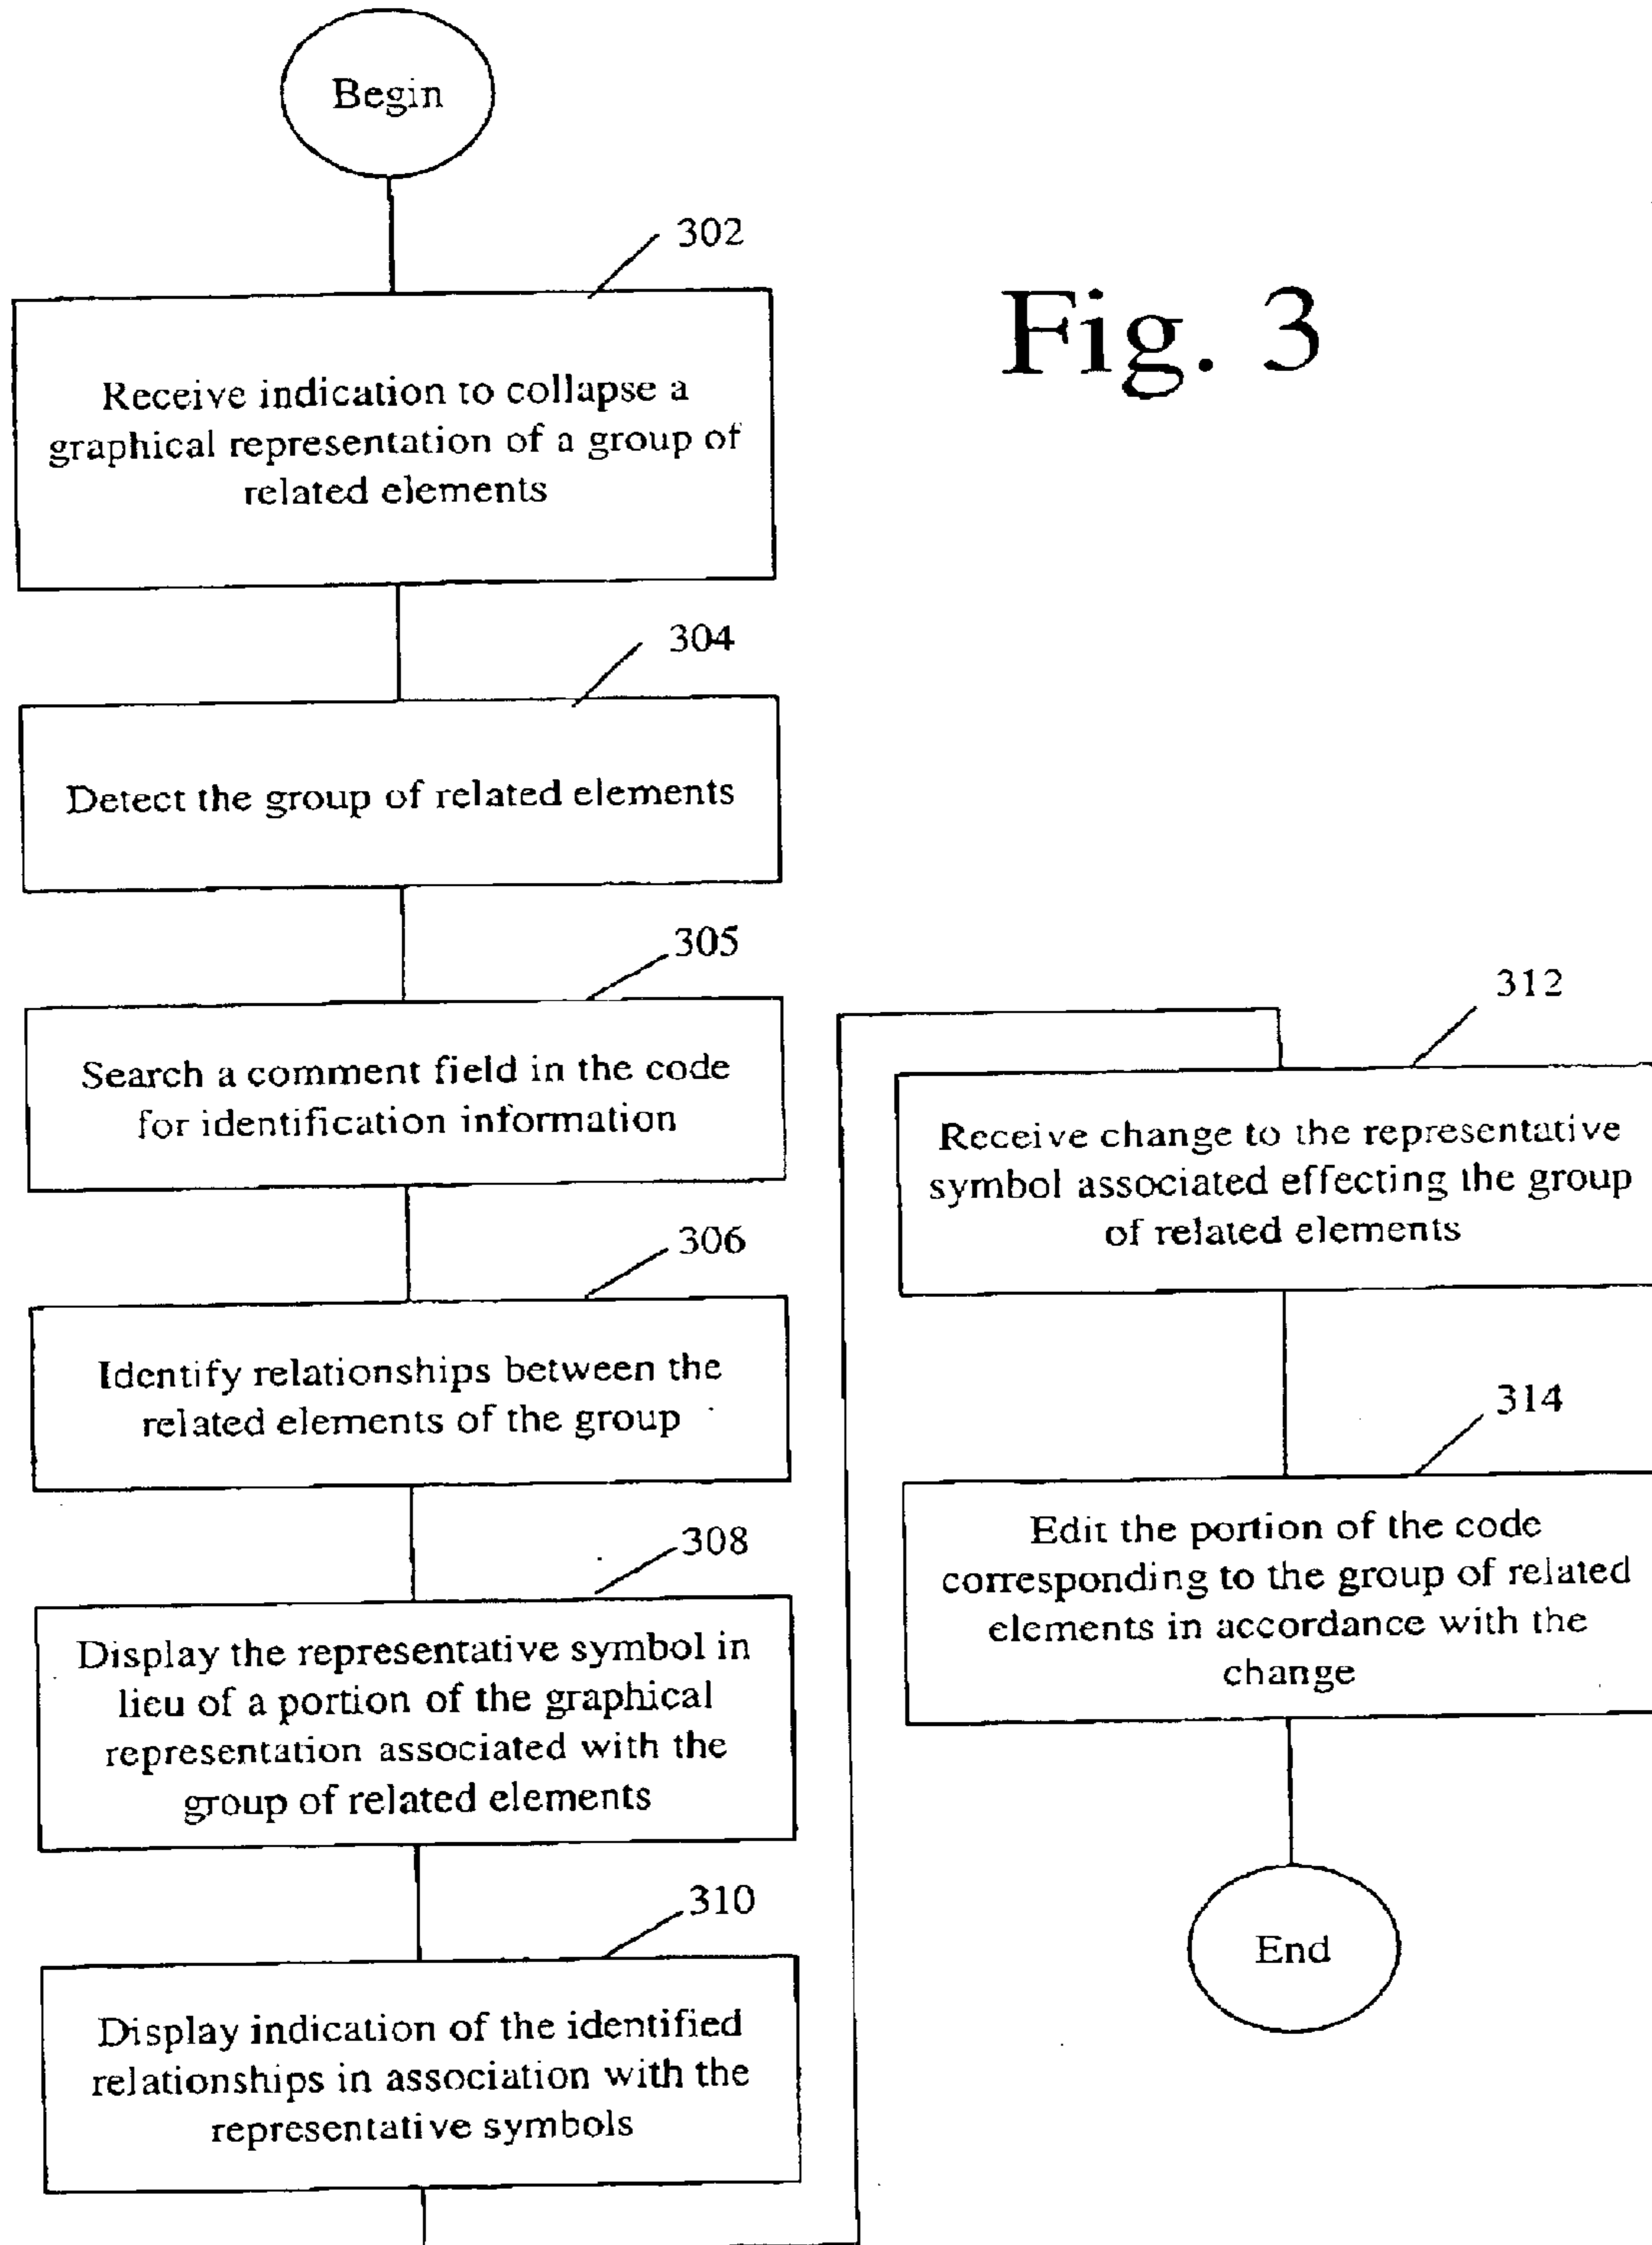 Begin
302
Fig. 3
Receive indication to collapse a
graphical representation of a group of
related elements
304
Detect the group of related elements
305
Search a comment field in the code
for identification information
306
Identify relationships between the
related elements of the group
308
Display the representative symbol in
lieu of a portion of the graphical
representation associated with the
group of related elements
310
Display indication of the identified
relationships in association with the
representative symbols
312
Receive change to the representative
symbol associated effecting the group
of related elements
314
Edit the portion of the code
corresponding to the group of related
elements in accordance with the
change
End